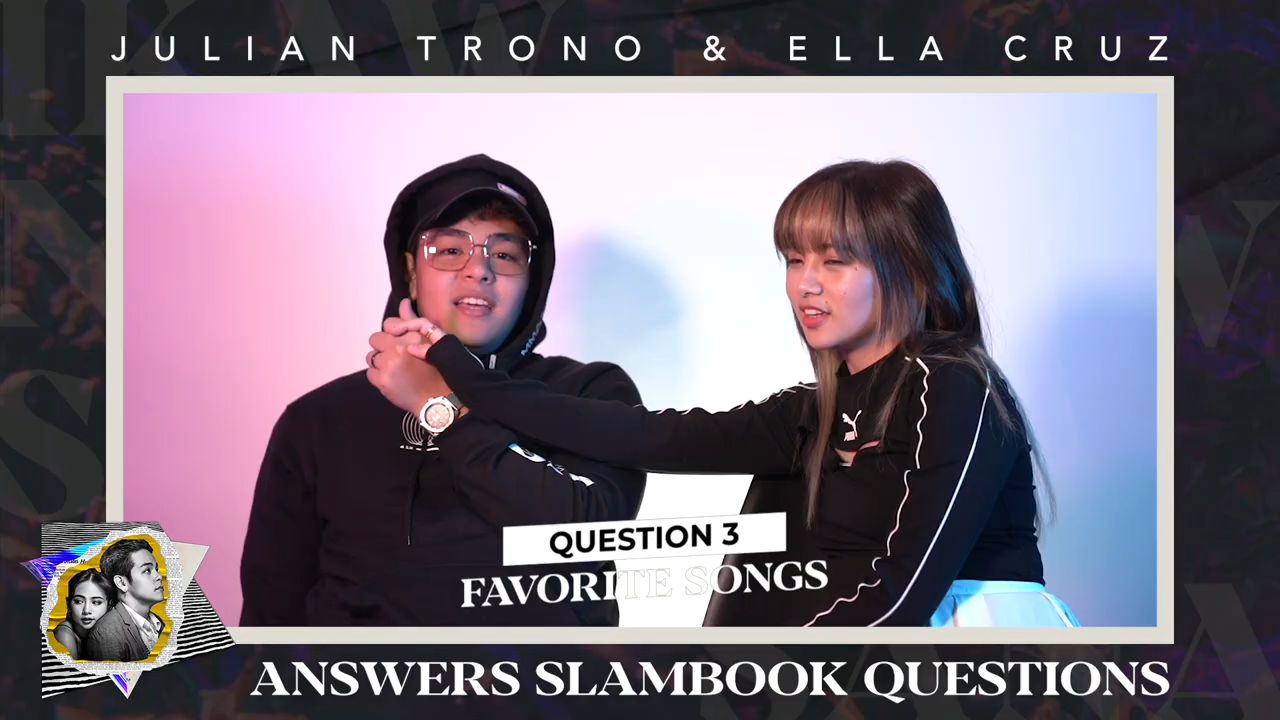 JULIAN TRONO & ELLA CRUZ
QUESTION 3
FAVORITE SONGS
ANSWERS SLAMBOOK QUESTIONS